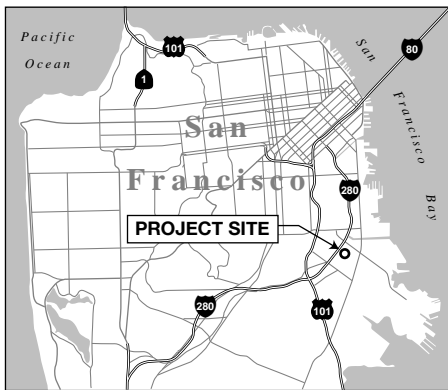 Pacific
Ocean
101
1
80
San
Francisco
Bay
San
Francisco
280
PROJECT SITE
280
101